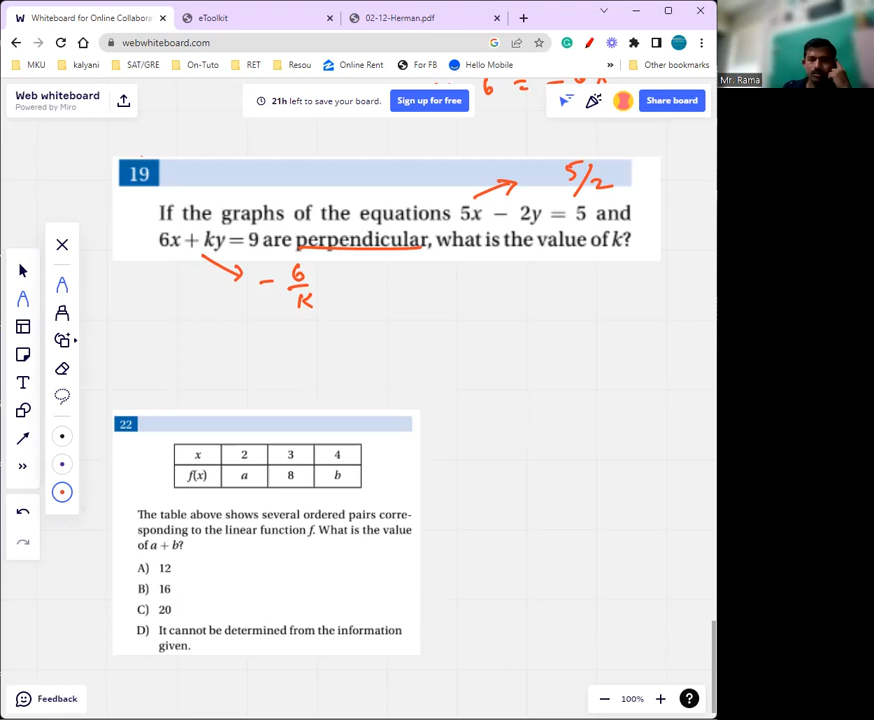 Whiteboard for Online Collabora
eToolkit
02-12-Herman.pdf
webwhiteboard.com
MKU
kalyani
SAT/GRE
On-Tuto
RET
Resou
Online Rent
For FB
Hello Mobile
Other bookmarks
Mr. Rama
Web whiteboard
Powered by Miro
21h left to save your board.
Sign up for free
Share board
19
5/2
If the graphs of the equations 5x − 2y = 5 and
6x + ky = 9 are perpendicular, what is the value of k?
- 6/K
22
x 2 3 4
f(x) a 8 b
The table above shows several ordered pairs corre-
sponding to the linear function f. What is the value
of a + b?
A) 12
B) 16
C) 20
D) It cannot be determined from the information
given.
Feedback
100%